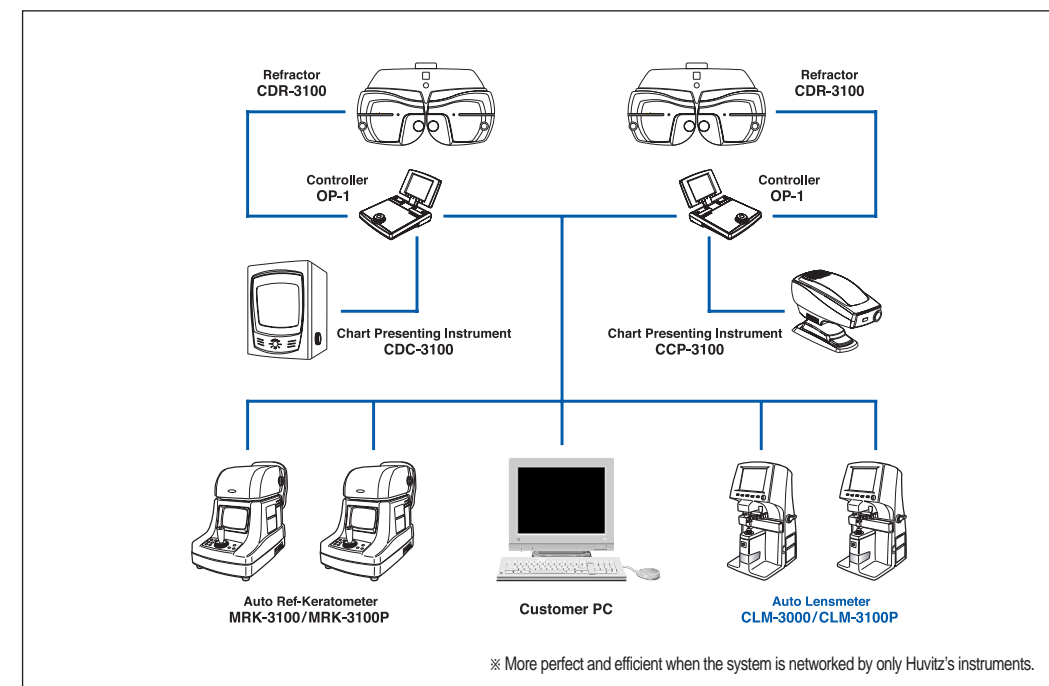 Refractor
CDR-3100
Refractor
CDR-3100
Controller
OP-1
Controller
OP-1
Chart Presenting Instrument
CDC-3100
Chart Presenting Instrument
CCP-3100
Auto Ref-Keratometer
MRK-3100/MRK-3100P
Customer PC
Auto Lensmeter
CLM-3000/CLM-3100P
※ More perfect and efficient when the system is networked by only Huvitz's instruments.